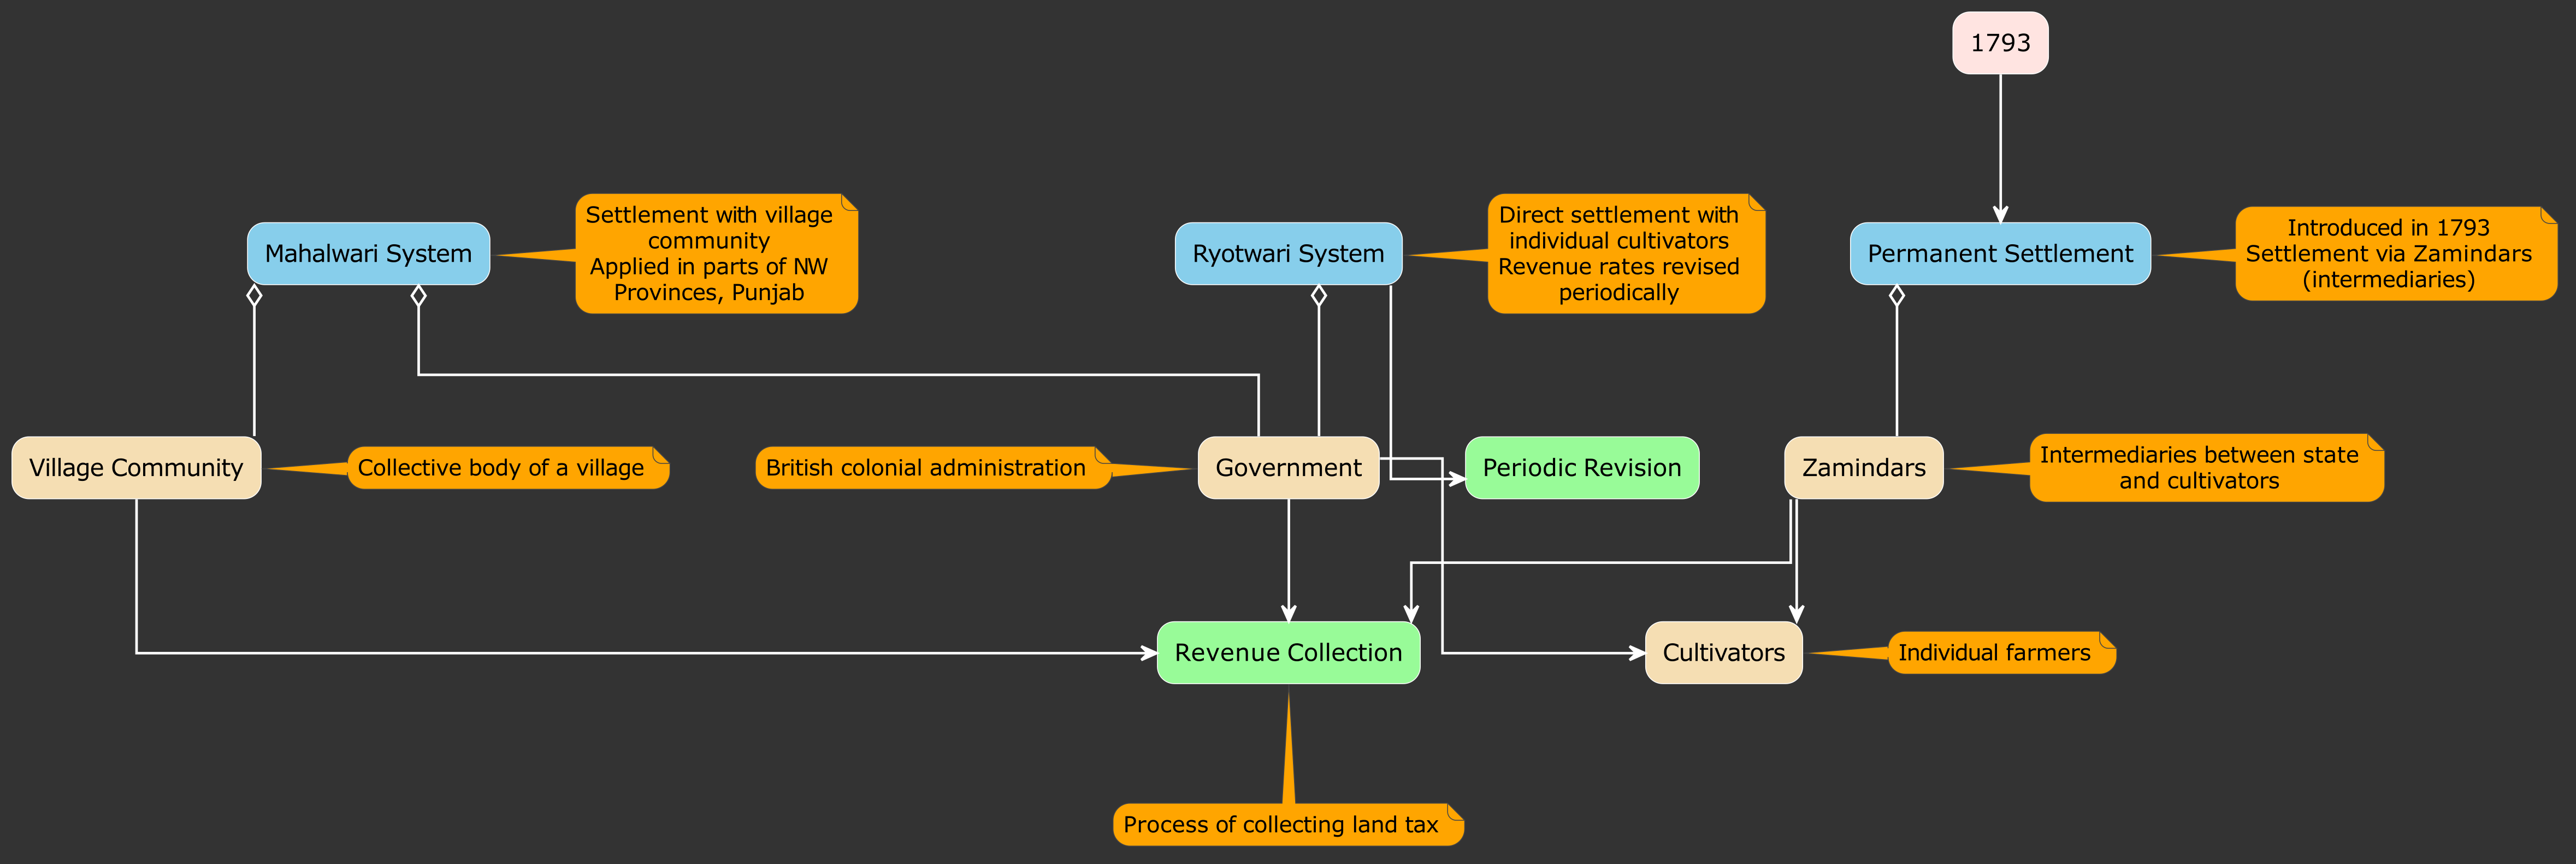 1793
Mahalwari System
Settlement with village
community
Applied in parts of NW
Provinces, Punjab
Ryotwari System
Direct settlement with
individual cultivators
Revenue rates revised
periodically
Permanent Settlement
Introduced in 1793
Settlement via Zamindars
(intermediaries)
Village Community
Collective body of a village
British colonial administration
Government
Periodic Revision
Zamindars
Intermediaries between state
and cultivators
Revenue Collection
Cultivators
Individual farmers
Process of collecting land tax